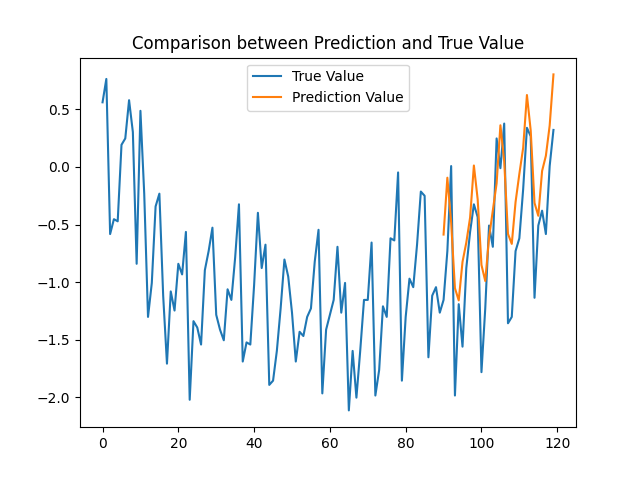 Comparison between Prediction and True Value
True Value
Prediction Value
0.5
0.0
−0.5
−1.0
−1.5
−2.0
0 20 40 60 80 100 120